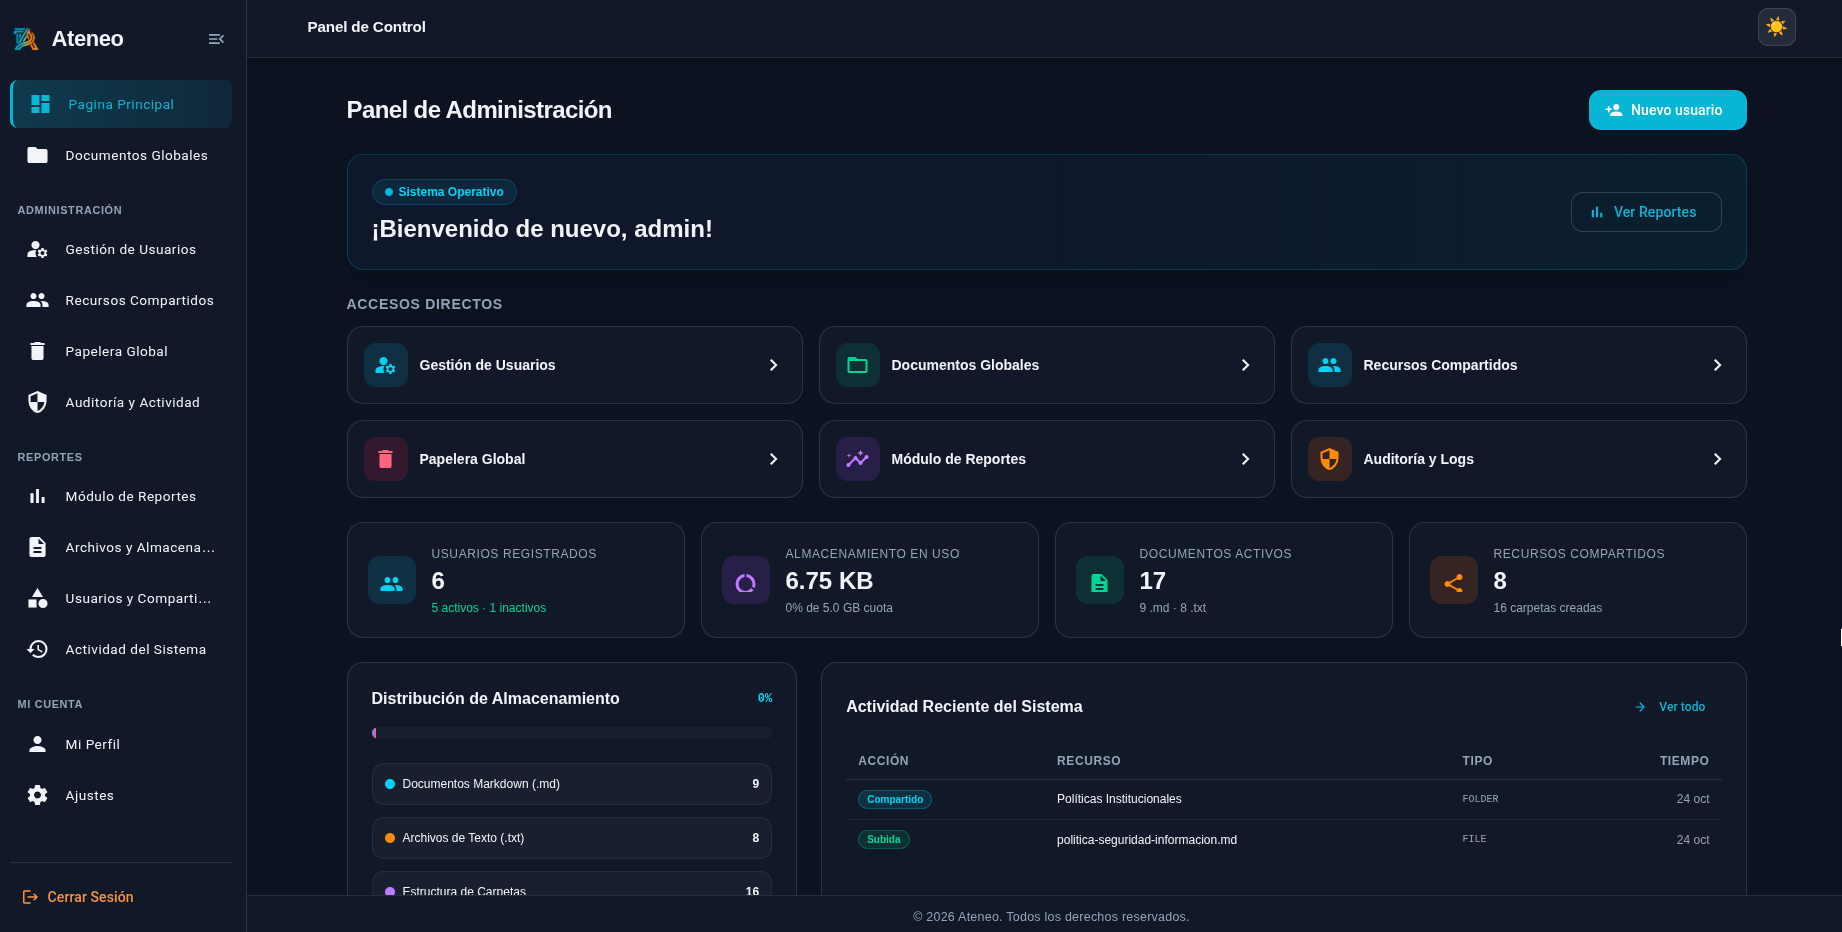 Ateneo
Pagina Principal
Documentos Globales
ADMINISTRACIÓN
Gestión de Usuarios
Recursos Compartidos
Papelera Global
Auditoría y Actividad
REPORTES
Módulo de Reportes
Archivos y Almacena...
Usuarios y Comparti...
Actividad del Sistema
MI CUENTA
Mi Perfil
Ajustes
Cerrar Sesión
Panel de Control
Panel de Administración
Nuevo usuario
Sistema Operativo
¡Bienvenido de nuevo, admin!
Ver Reportes
ACCESOS DIRECTOS
Gestión de Usuarios
Documentos Globales
Recursos Compartidos
Papelera Global
Módulo de Reportes
Auditoría y Logs
USUARIOS REGISTRADOS
6
5 activos · 1 inactivos
ALMACENAMIENTO EN USO
6.75 KB
0% de 5.0 GB cuota
DOCUMENTOS ACTIVOS
17
9 .md · 8 .txt
RECURSOS COMPARTIDOS
8
16 carpetas creadas
Distribución de Almacenamiento 0%
Documentos Markdown (.md) 9
Archivos de Texto (.txt) 8
Estructura de Carpetas 16
Actividad Reciente del Sistema
Ver todo
ACCIÓN RECURSO TIPO TIEMPO
Compartido Políticas Institucionales FOLDER 24 oct
Subida politica-seguridad-informacion.md FILE 24 oct
© 2026 Ateneo. Todos los derechos reservados.